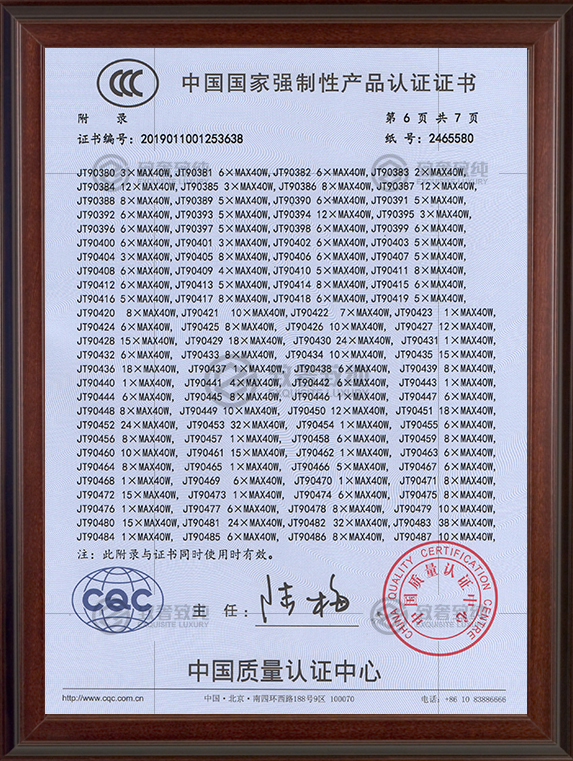 CCC 中国国家强制性产品认证证书
附 录 第 6 页 共 7 页
证书编号: 2019011001253638 纸 号: 2465580
JT90380 3×MAX40W, JT90381 6×MAX40W, JT90382 6×MAX40W, JT90383 2×MAX40W,
JT90384 12×MAX40W, JT90385 3×MAX40W, JT90386 8×MAX40W, JT90387 12×MAX40W,
JT90388 8×MAX40W, JT90389 5×MAX40W, JT90390 6×MAX40W, JT90391 5×MAX40W,
JT90392 6×MAX40W, JT90393 5×MAX40W, JT90394 12×MAX40W, JT90395 3×MAX40W,
JT90396 6×MAX40W, JT90397 5×MAX40W, JT90398 6×MAX40W, JT90399 6×MAX40W,
JT90400 6×MAX40W, JT90401 3×MAX40W, JT90402 6×MAX40W, JT90403 5×MAX40W,
JT90404 3×MAX40W, JT90405 8×MAX40W, JT90406 6×MAX40W, JT90407 6×MAX40W,
JT90408 6×MAX40W, JT90409 4×MAX40W, JT90410 5×MAX40W, JT90411 8×MAX40W,
JT90412 6×MAX40W, JT90413 5×MAX40W, JT90414 8×MAX40W, JT90415 6×MAX40W,
JT90416 5×MAX40W, JT90417 8×MAX40W, JT90418 6×MAX40W, JT90419 5×MAX40W,
JT90420 8×MAX40W, JT90421 10×MAX40W, JT90422 7×MAX40W, JT90423 1×MAX40W,
JT90424 6×MAX40W, JT90425 8×MAX40W, JT90426 10×MAX40W, JT90427 12×MAX40W,
JT90428 15×MAX40W, JT90429 18×MAX40W, JT90430 24×MAX40W, JT90431 1×MAX40W,
JT90432 6×MAX40W, JT90433 8×MAX40W, JT90434 10×MAX40W, JT90435 15×MAX40W,
JT90436 18×MAX40W, JT90437 1×MAX40W, JT90438 6×MAX40W, JT90439 8×MAX40W,
JT90440 1×MAX40W, JT90441 3×MAX40W, JT90442 6×MAX40W, JT90443 1×MAX40W,
JT90444 6×MAX40W, JT90445 8×MAX40W, JT90446 1×MAX40W, JT90447 6×MAX40W,
JT90448 8×MAX40W, JT90449 10×MAX40W, JT90450 12×MAX40W, JT90451 18×MAX40W,
JT90452 24×MAX40W, JT90453 32×MAX40W, JT90454 1×MAX40W, JT90455 6×MAX40W,
JT90456 8×MAX40W, JT90457 1×MAX40W, JT90458 6×MAX40W, JT90459 8×MAX40W,
JT90460 10×MAX40W, JT90461 15×MAX40W, JT90462 1×MAX40W, JT90463 6×MAX40W,
JT90464 8×MAX40W, JT90465 1×MAX40W, JT90466 5×MAX40W, JT90467 6×MAX40W,
JT90468 1×MAX40W, JT90469 6×MAX40W, JT90470 1×MAX40W, JT90471 8×MAX40W,
JT90472 15×MAX40W, JT90473 1×MAX40W, JT90474 6×MAX40W, JT90475 8×MAX40W,
JT90476 1×MAX40W, JT90477 6×MAX40W, JT90478 8×MAX40W, JT90479 10×MAX40W,
JT90480 15×MAX40W, JT90481 24×MAX40W, JT90482 32×MAX40W, JT90483 38×MAX40W,
JT90484 1×MAX40W, JT90485 6×MAX40W, JT90486 8×MAX40W, JT90487 10×MAX40W,
注: 此附录与证书同时使用时有效。
CQC
主 任: 陆梅
CHINA QUALITY CERTIFICATION CENTRE
中国质量认证中心
中国质量认证中心
http://www.cqc.com.cn 中国·北京·南四环西路188号9区 100070 电话: +86 10 83886666
致奢致纯
EXQUISITE LUXURY